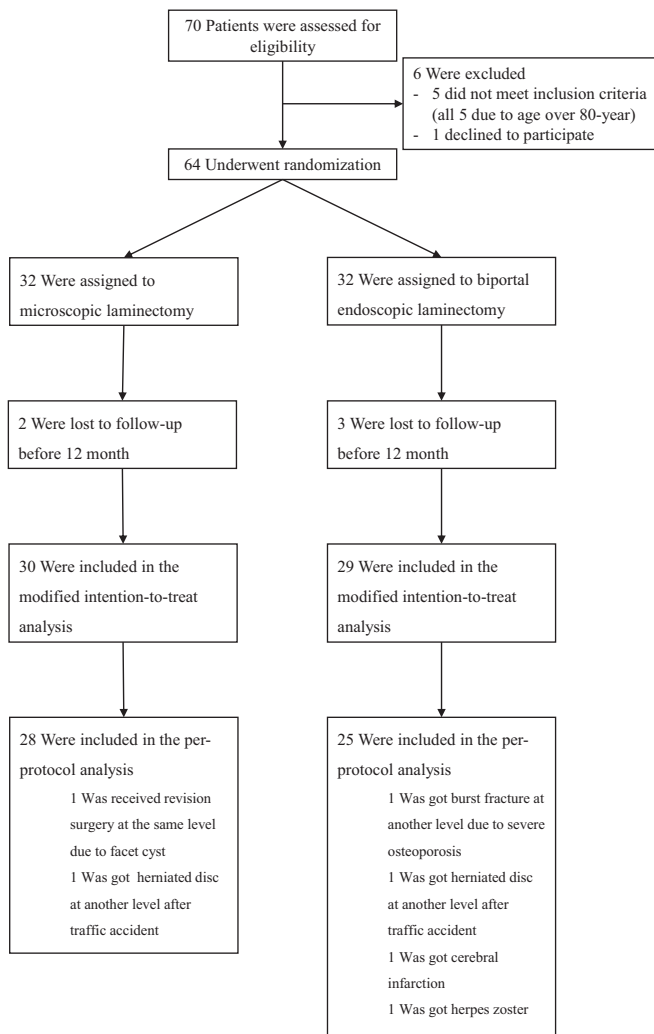 70 Patients were assessed for
eligibility
6 Were excluded
- 5 did not meet inclusion criteria
(all 5 due to age over 80-year)
- 1 declined to participate
64 Underwent randomization
32 Were assigned to
microscopic laminectomy
32 Were assigned to biportal
endoscopic laminectomy
2 Were lost to follow-up
before 12 month
3 Were lost to follow-up
before 12 month
30 Were included in the
modified intention-to-treat
analysis
29 Were included in the
modified intention-to-treat
analysis
28 Were included in the per-
protocol analysis
1 Was received revision
surgery at the same level
due to facet cyst
1 Was got herniated disc
at another level after
traffic accident
25 Were included in the per-
protocol analysis
1 Was got burst fracture at
another level due to severe
osteoporosis
1 Was got herniated disc
at another level after
traffic accident
1 Was got cerebral
infarction
1 Was got herpes zoster